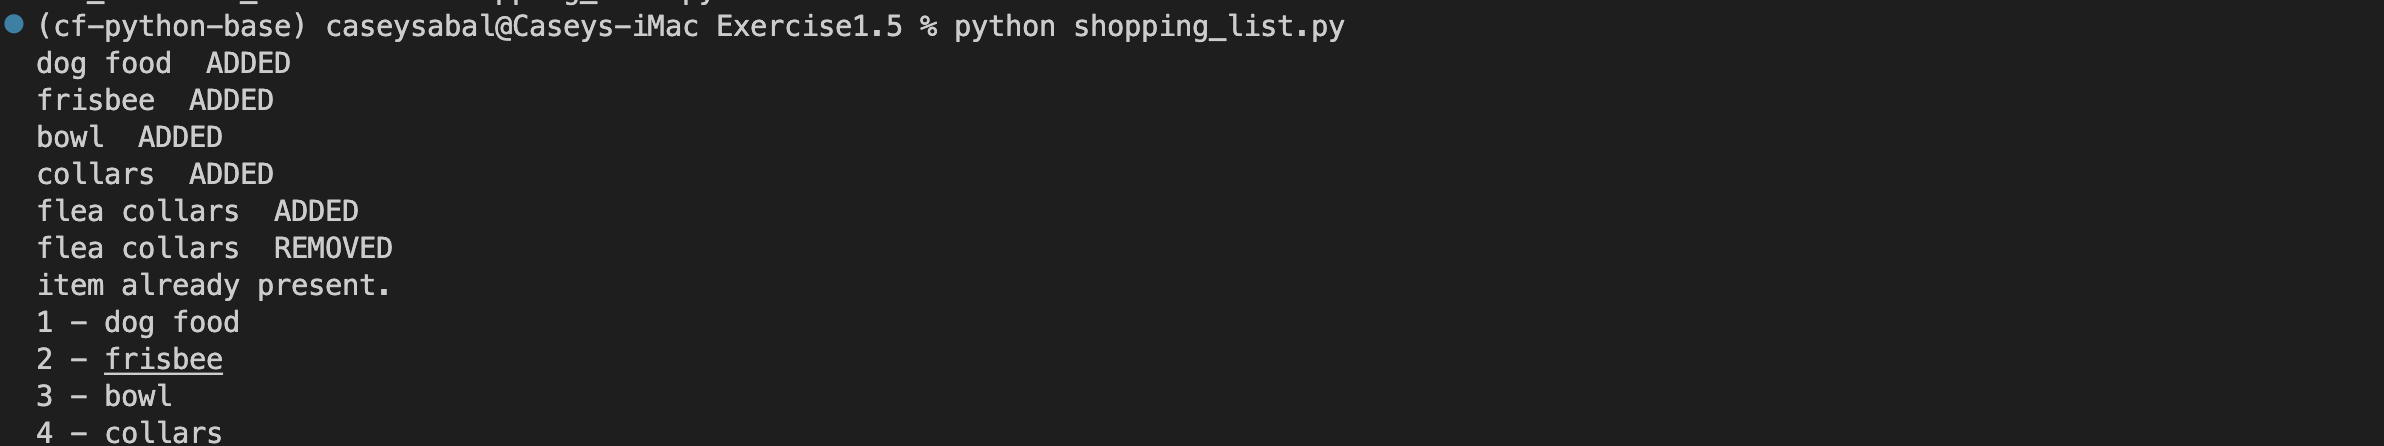 (cf-python-base) caseysabal@Caseys-iMac Exercise1.5 % python shopping_list.py
dog food  ADDED
frisbee  ADDED
bowl  ADDED
collars  ADDED
flea collars  ADDED
flea collars  REMOVED
item already present.
1 - dog food
2 - frisbee
3 - bowl
4 - collars